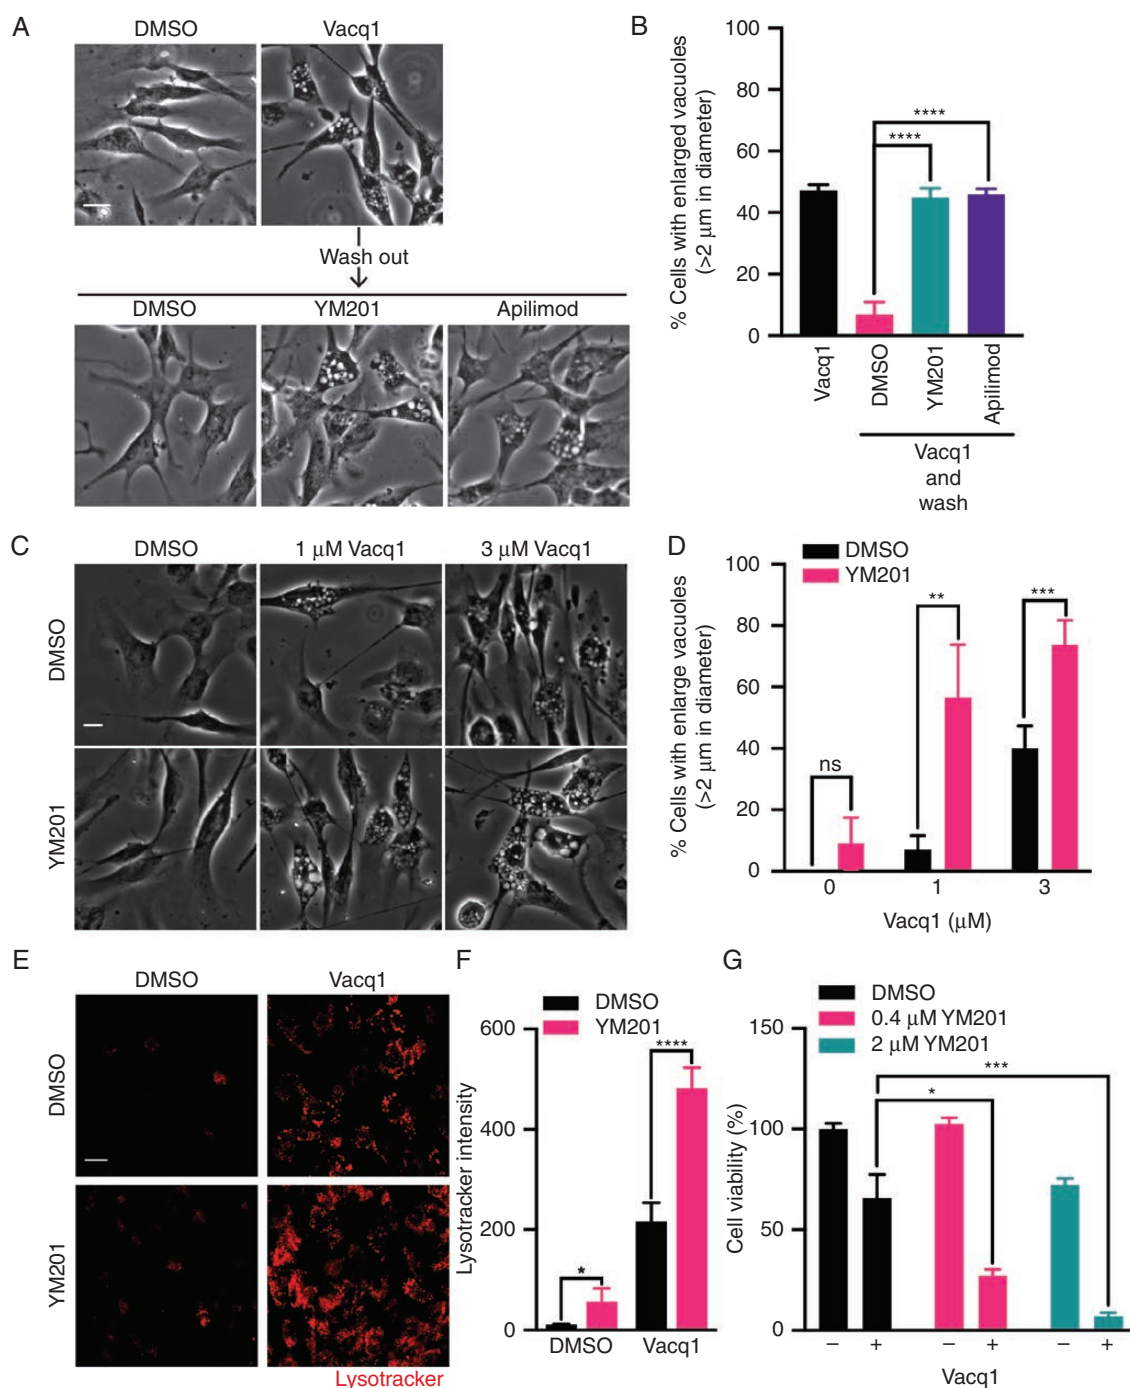 A
DMSO
Vacq1
Wash out
DMSO
YM201
Apilimod
B
% Cells with enlarged vacuoles
(>2 μm in diameter)
100
80
60
40
20
0
****
****
Vacq1
DMSO
YM201
Apilimod
Vacq1
and
wash
C
DMSO
1 μM Vacq1
3 μM Vacq1
DMSO
YM201
D
DMSO
YM201
% Cells with enlarge vacuoles
(>2 μm in diameter)
100
80
60
40
20
0
ns
**
***
0
1
3
Vacq1 (μM)
E
DMSO
Vacq1
DMSO
YM201
Lysotracker
F
DMSO
YM201
Lysotracker intensity
600
400
200
0
*
****
DMSO
Vacq1
G
DMSO
0.4 μM YM201
2 μM YM201
Cell viability (%)
150
100
50
0
*
***
− + − + − +
Vacq1